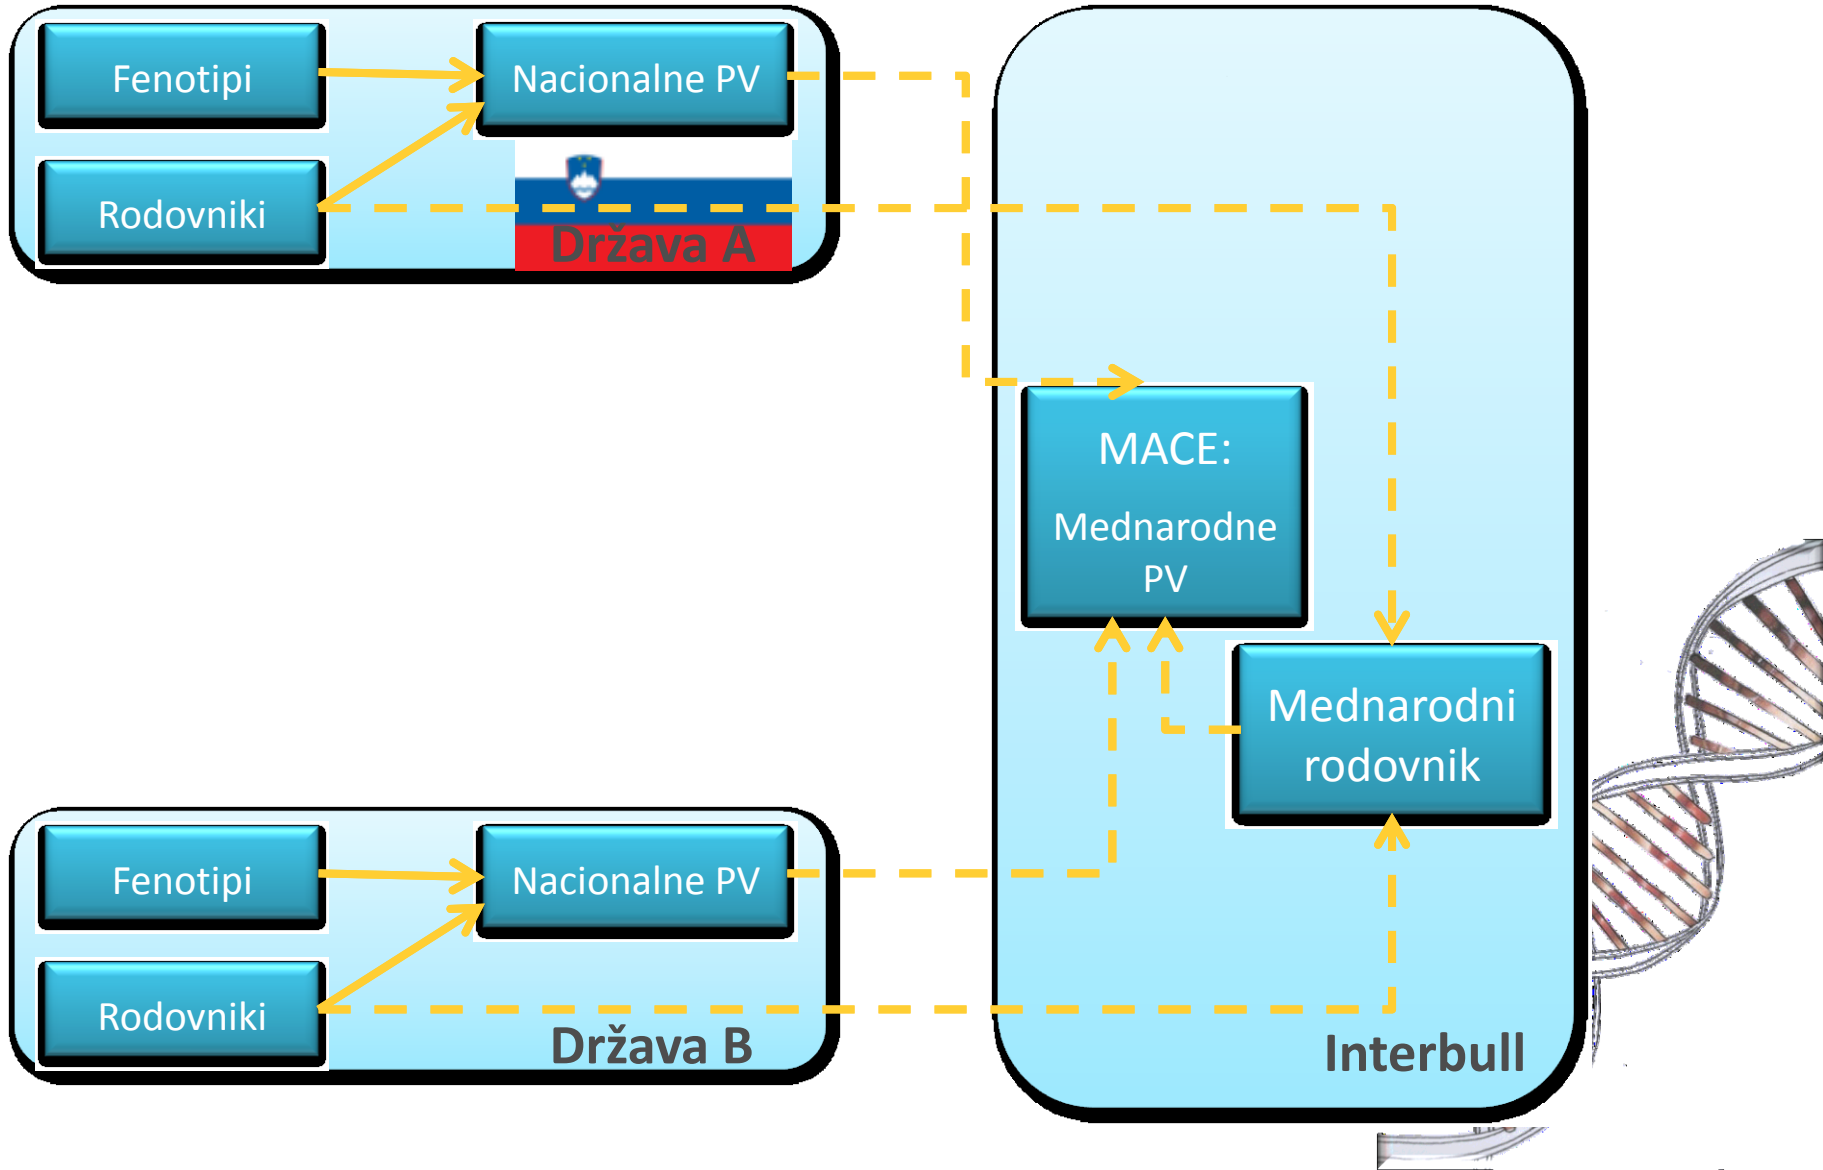 Fenotipi
Nacionalne PV
Rodovniki
Država A
MACE:
Mednarodne
PV
Mednarodni
rodovnik
Fenotipi
Nacionalne PV
Rodovniki
Država B
Interbull